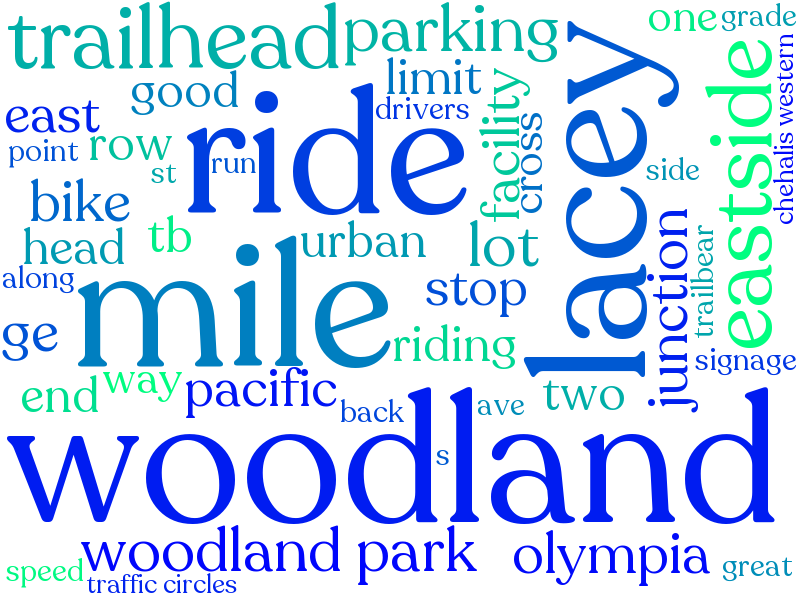 trailhead
parking
one
grade
good
limit
drivers
facility
cross
lacey
eastside
chehalis western
east
point
row
st
run
ride
side
bike
head
tb
urban
lot
along
mile
stop
junction
trailbear
ge
riding
signage
end
way
pacific
back
ave
two
woodland
s
woodland park
olympia
great
speed
traffic circles